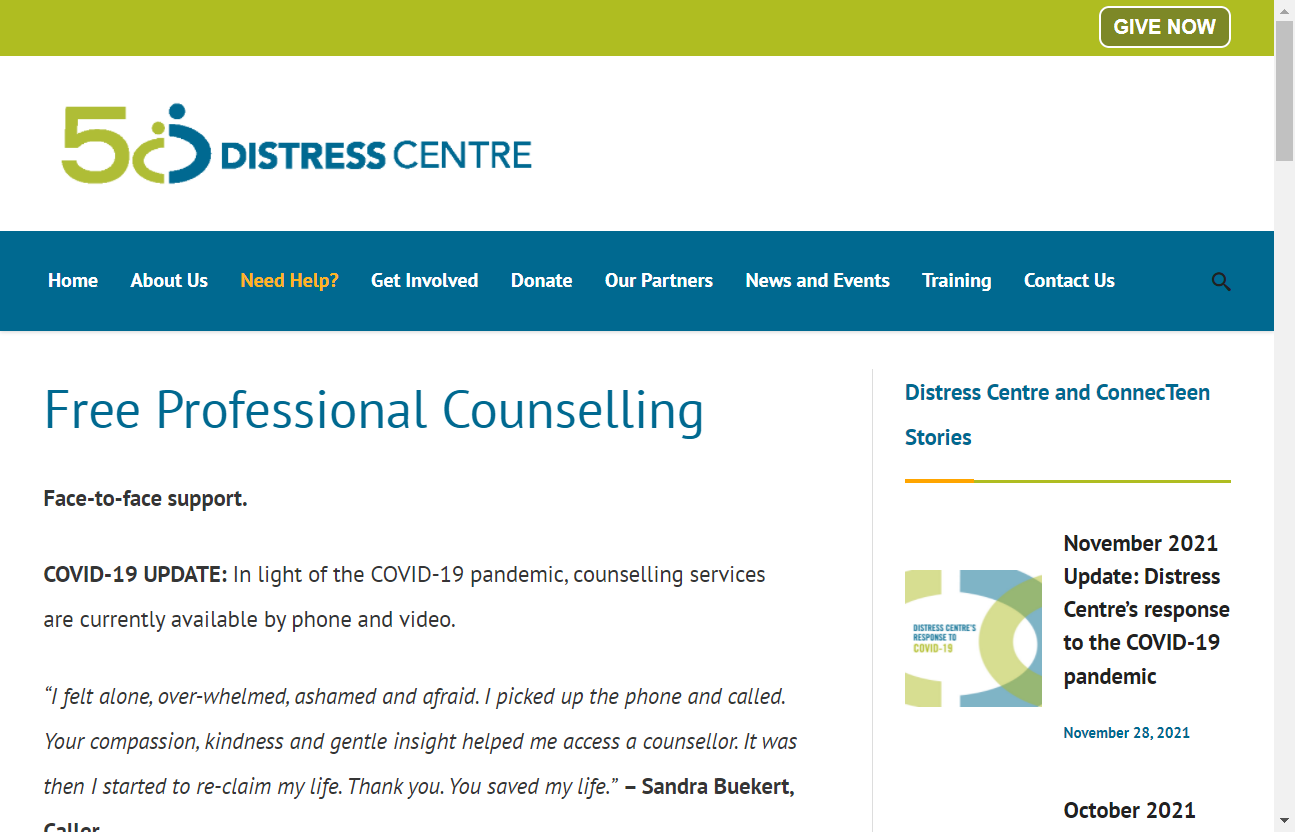 GIVE NOW
50 DISTRESS CENTRE
Home About Us Need Help? Get Involved Donate Our Partners News and Events Training Contact Us
Free Professional Counselling
Face-to-face support.
COVID-19 UPDATE: In light of the COVID-19 pandemic, counselling services
are currently available by phone and video.
“I felt alone, over-whelmed, ashamed and afraid. I picked up the phone and called.
Your compassion, kindness and gentle insight helped me access a counsellor. It was
then I started to re-claim my life. Thank you. You saved my life.” – Sandra Buekert,
Caller
Distress Centre and ConnecTeen
Stories
DISTRESS CENTRE'S
RESPONSE TO
COVID-19
November 2021
Update: Distress
Centre’s response
to the COVID-19
pandemic
November 28, 2021
October 2021